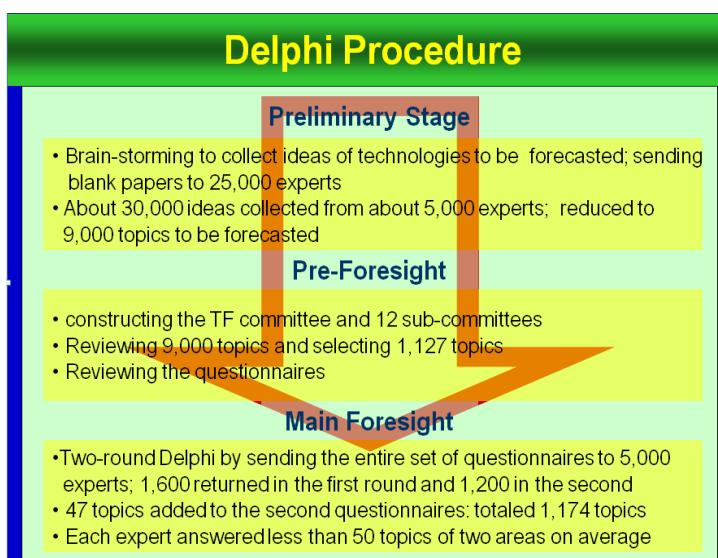 Delphi Procedure
Preliminary Stage
• Brain-storming to collect ideas of technologies to be forecasted; sending
blank papers to 25,000 experts
• About 30,000 ideas collected from about 5,000 experts; reduced to
9,000 topics to be forecasted
Pre-Foresight
• constructing the TF committee and 12 sub-committees
• Reviewing 9,000 topics and selecting 1,127 topics
• Reviewing the questionnaires
Main Foresight
•Two-round Delphi by sending the entire set of questionnaires to 5,000
experts; 1,600 returned in the first round and 1,200 in the second
• 47 topics added to the second questionnaires: totaled 1,174 topics
• Each expert answered less than 50 topics of two areas on average